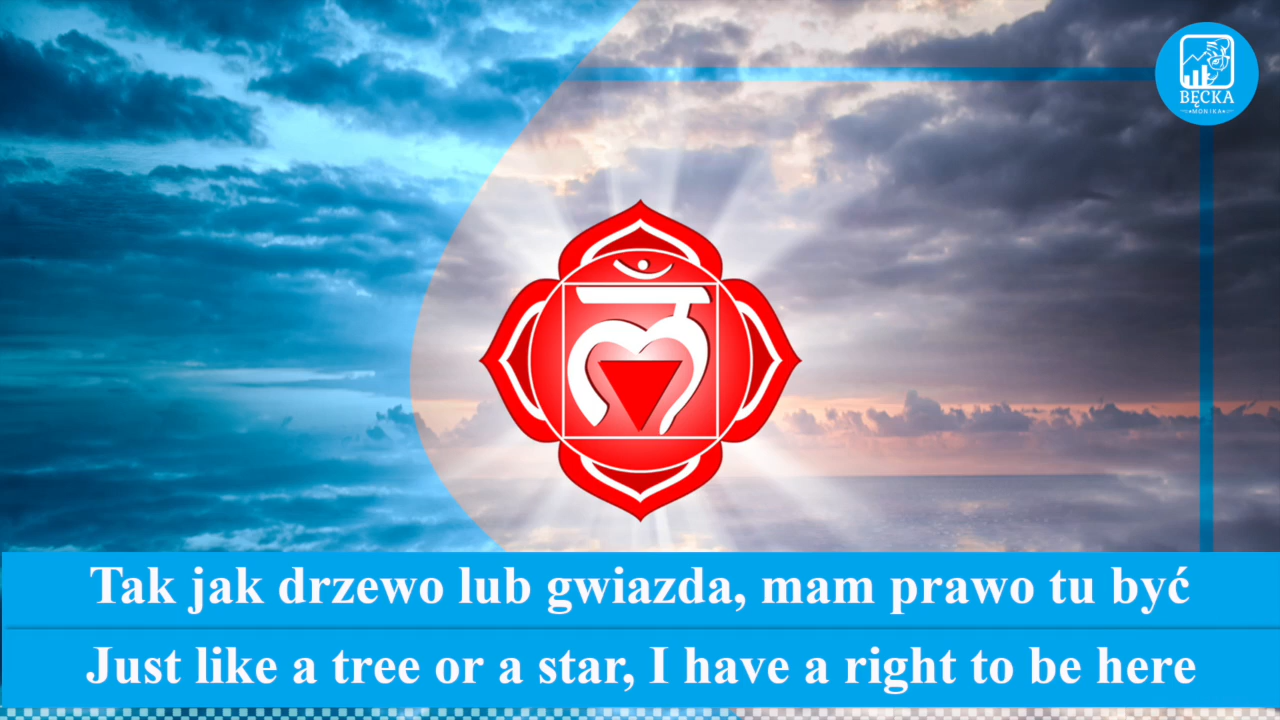 BĘCKA
MONIKA
ल
Tak jak drzewo lub gwiazda, mam prawo tu być
Just like a tree or a star, I have a right to be here